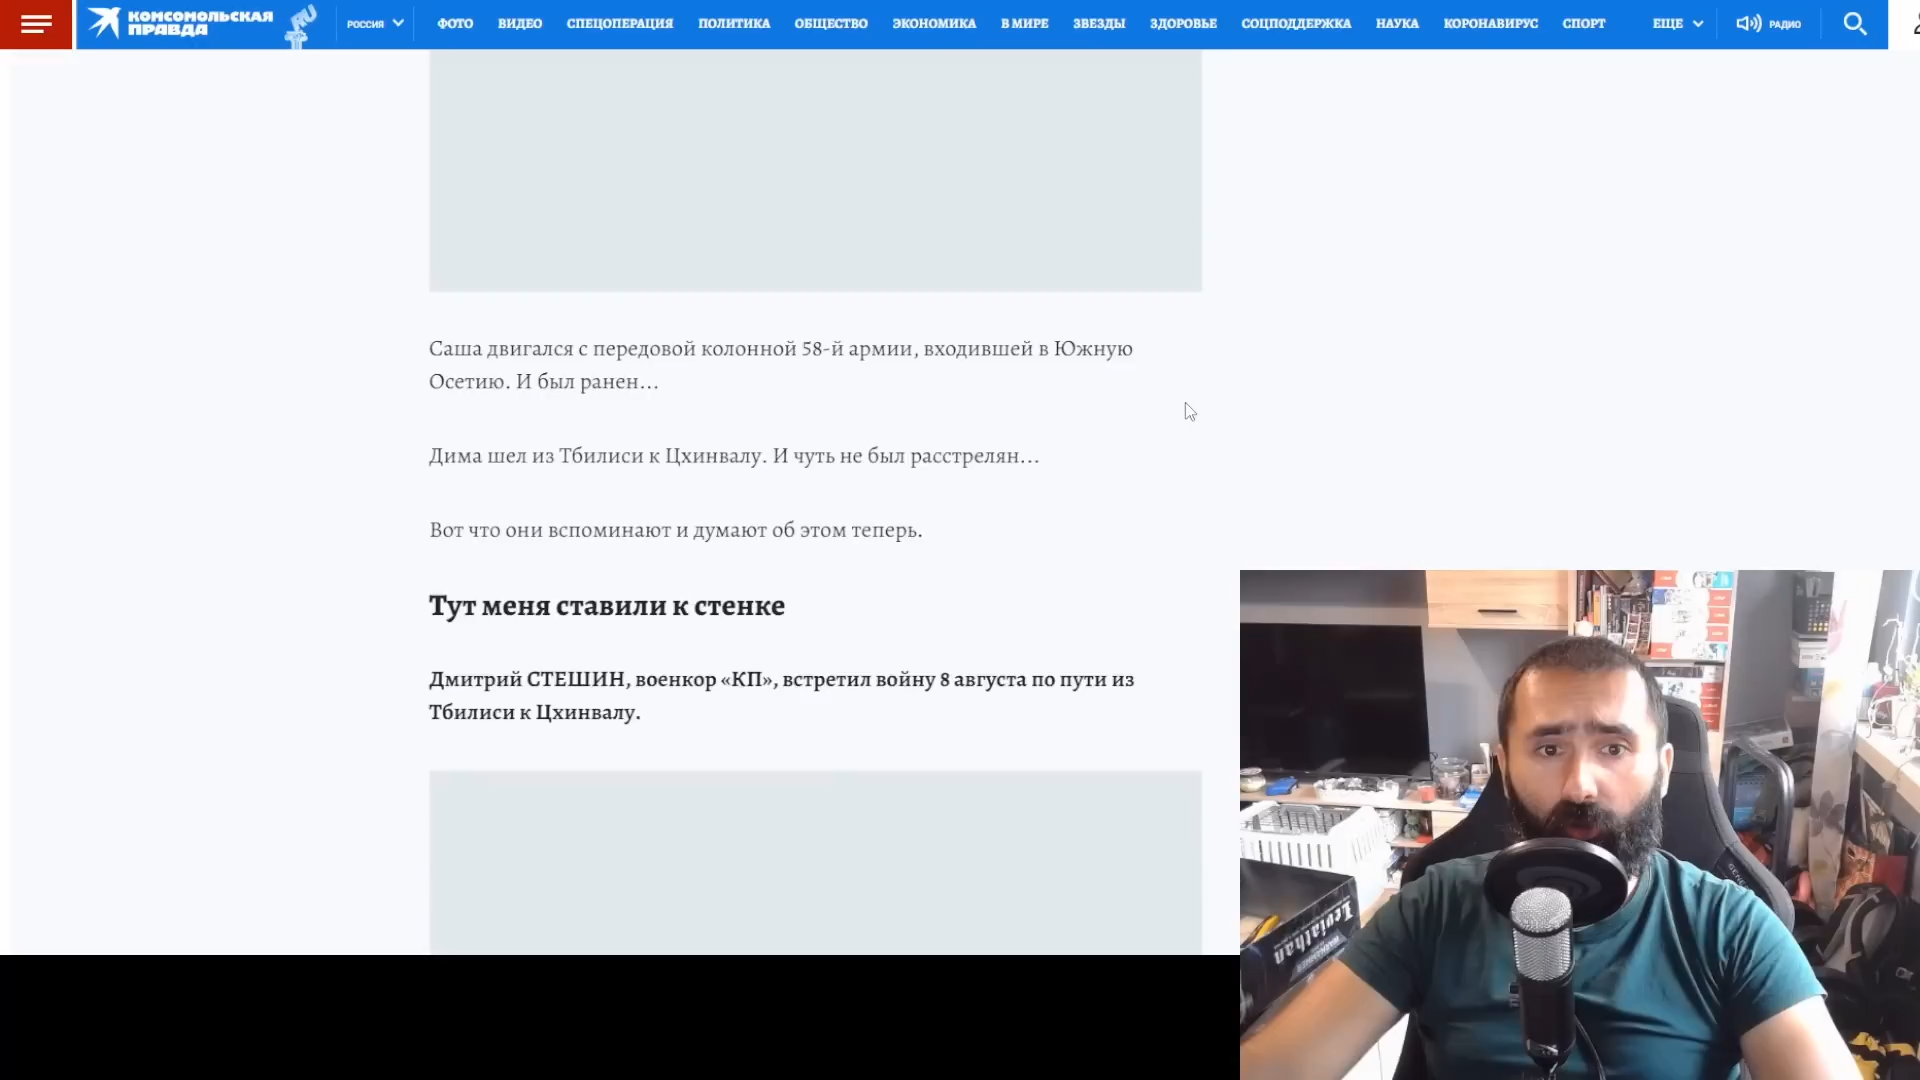 КОМСОМОЛЬСКАЯ
ПРАВДА
.RU
РОССИЯ
ФОТО
ВИДЕО
СПЕЦОПЕРАЦИЯ
ПОЛИТИКА
ОБЩЕСТВО
ЭКОНОМИКА
В МИРЕ
ЗВЕЗДЫ
ЗДОРОВЬЕ
СОЦПОДДЕРЖКА
НАУКА
КОРОНАВИРУС
СПОРТ
ЕЩЕ
РАДИО
Саша двигался с передовой колонной 58-й армии, входившей в Южную
Осетию. И был ранен...
Дима шел из Тбилиси к Цхинвалу. И чуть не был расстрелян...
Вот что они вспоминают и думают об этом теперь.
Тут меня ставили к стенке
Дмитрий СТЕШИН, военкор «КП», встретил войну 8 августа по пути из
Тбилиси к Цхинвалу.
Leviathan